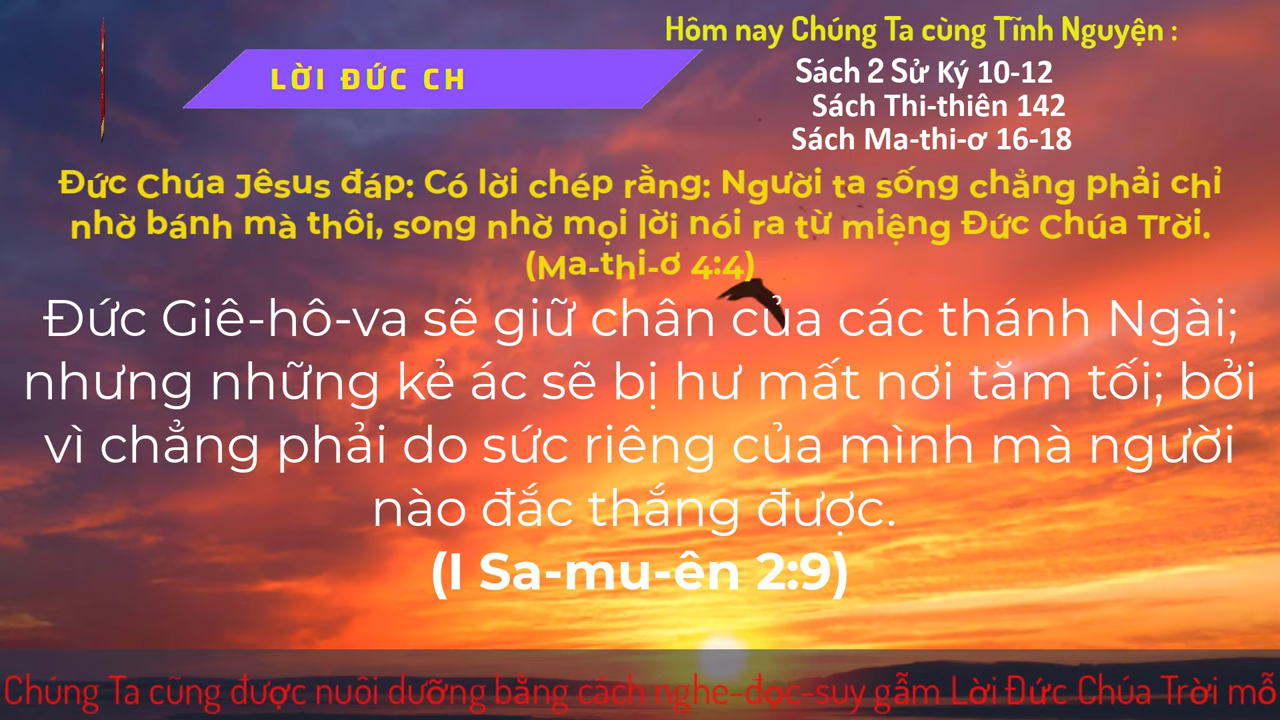 Hôm nay Chúng Ta cùng Tĩnh Nguyện :
LỜI ĐỨC CH
Sách 2 Sử Ký 10-12
Sách Thi-thiên 142
Sách Ma-thi-ơ 16-18
Đức Chúa Jêsus đáp: Có lời chép rằng: Người ta sống chẳng phải chỉ
nhờ bánh mà thôi, song nhờ mọi lời nói ra từ miệng Đức Chúa Trời.
(Ma-thi-ơ 4:4)
Đức Giê-hô-va sẽ giữ chân của các thánh Ngài;
nhưng những kẻ ác sẽ bị hư mất nơi tăm tối; bởi
vì chẳng phải do sức riêng của mình mà người
nào đắc thắng được.
(I Sa-mu-ên 2:9)
Chúng Ta cũng được nuôi dưỡng bằng cách nghe-đọc-suy gẫm Lời Đức Chúa Trời mỗ